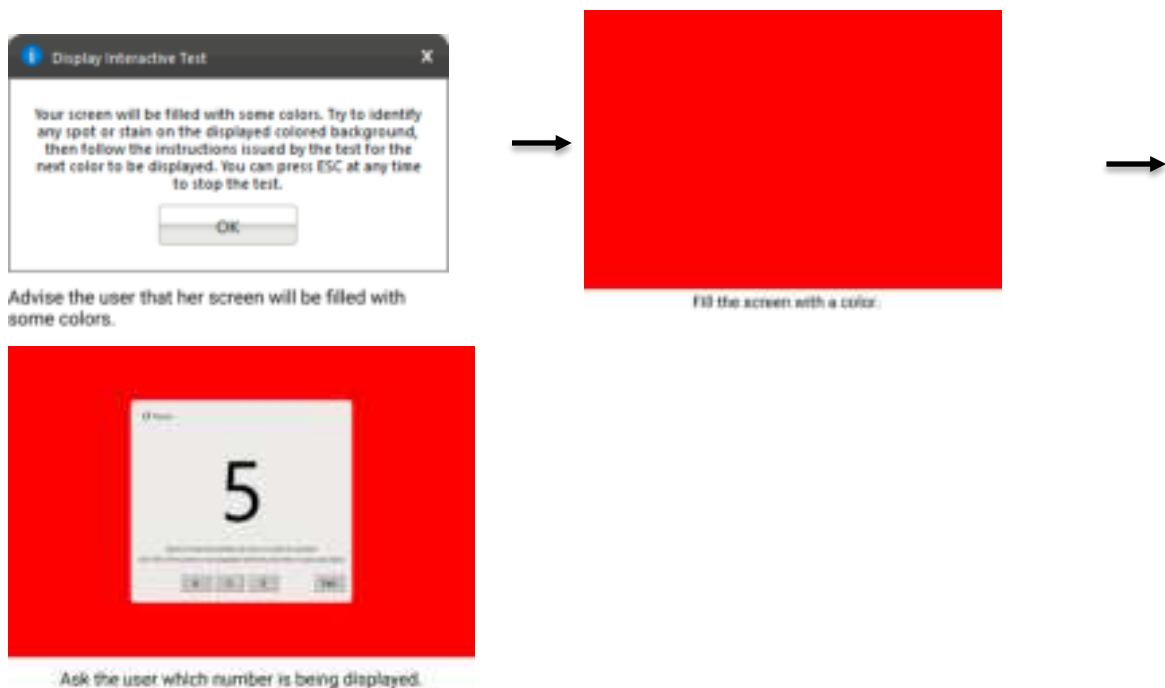 Display Interactive Test X
Your screen will be filled with some colors. Try to identify
any spot or stain on the displayed colored background,
then follow the instructions issued by the test for the
next color to be displayed. You can press ESC at any time
to stop the test.
OK
Advise the user that her screen will be filled with
some colors.
Fill the screen with a color.
5
Ask the user which number is being displayed.